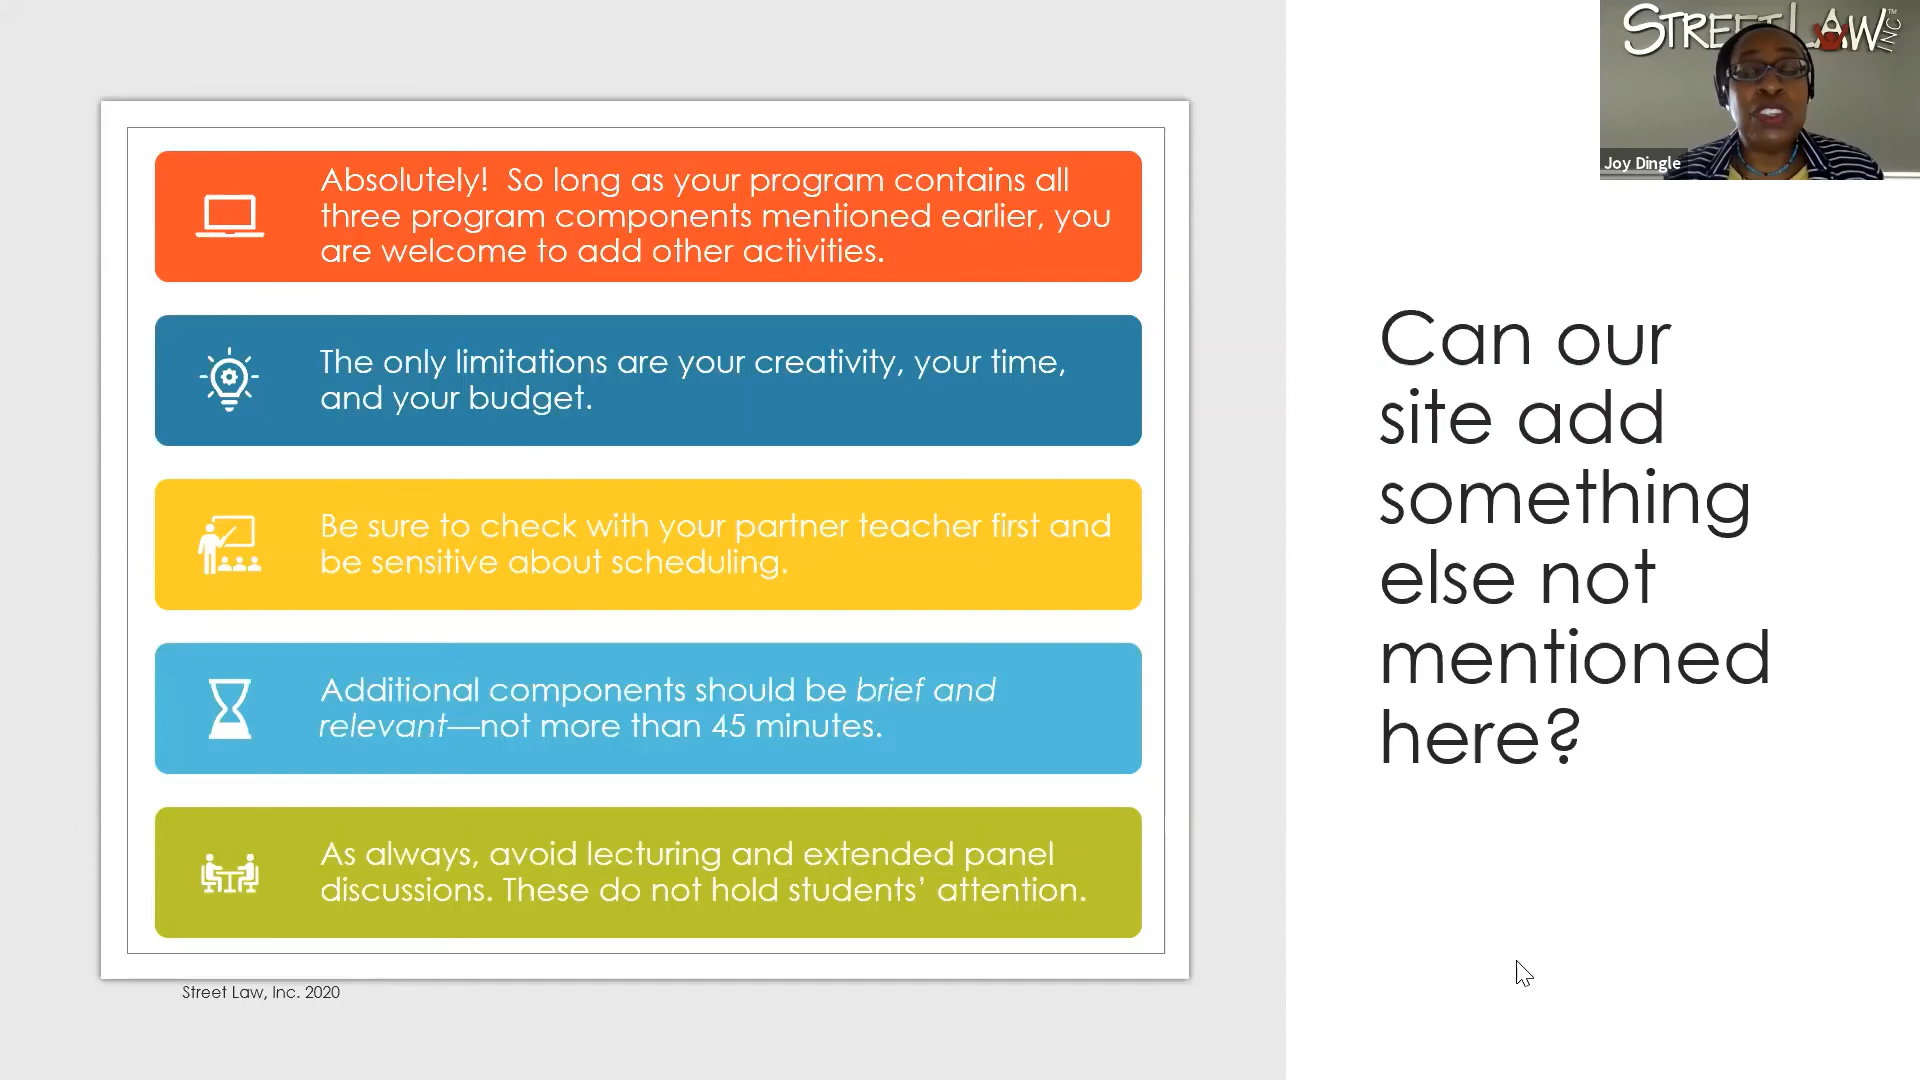 Absolutely!  So long as your program contains all
three program components mentioned earlier, you
are welcome to add other activities.
The only limitations are your creativity, your time,
and your budget.
Be sure to check with your partner teacher first and
be sensitive about scheduling.
Additional components should be brief and
relevant—not more than 45 minutes.
As always, avoid lecturing and extended panel
discussions. These do not hold students’ attention.
Street Law, Inc. 2020
Can our
site add
something
else not
mentioned
here?
STREET LAW INC™
Joy Dingle